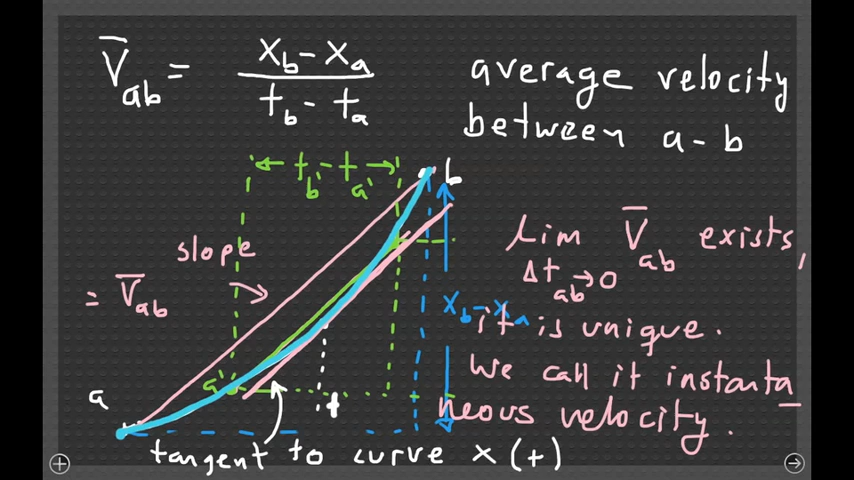 V̅ab = (xb - xa) / (tb - ta)
average velocity
between a - b
tb' - ta'
b
slope
= V̅ab
lim V̅ab exists,
Δtab→0
xb - xa
it is unique.
We call it instanta-
neous velocity.
a'
a
t
tangent to curve x(t)